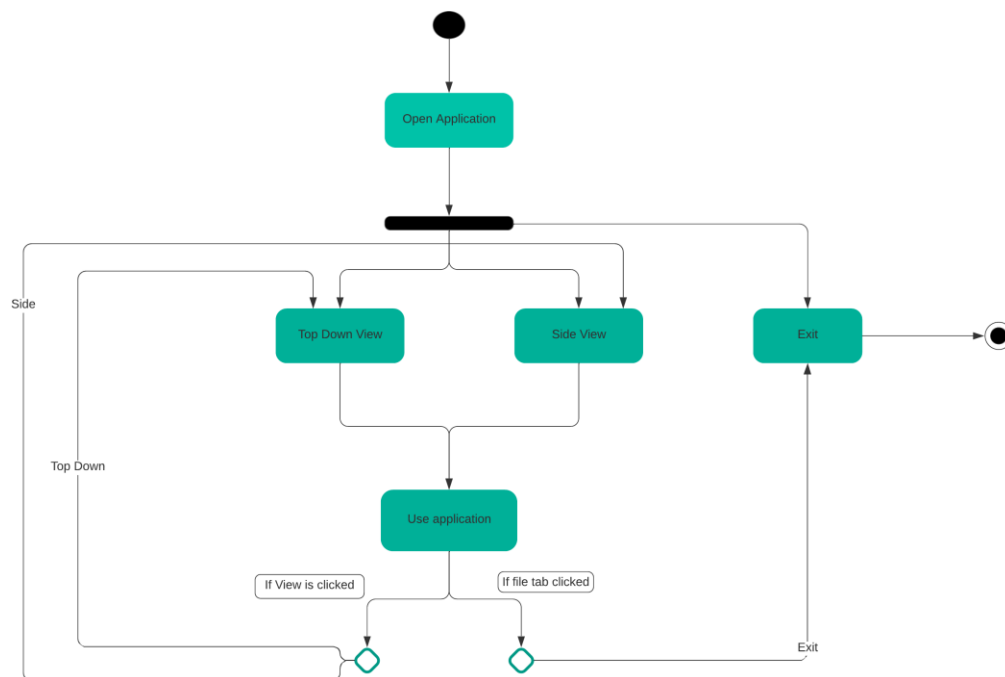 Open Application
Side
Top Down View
Side View
Exit
Top Down
Use application
If View is clicked
If file tab clicked
Exit